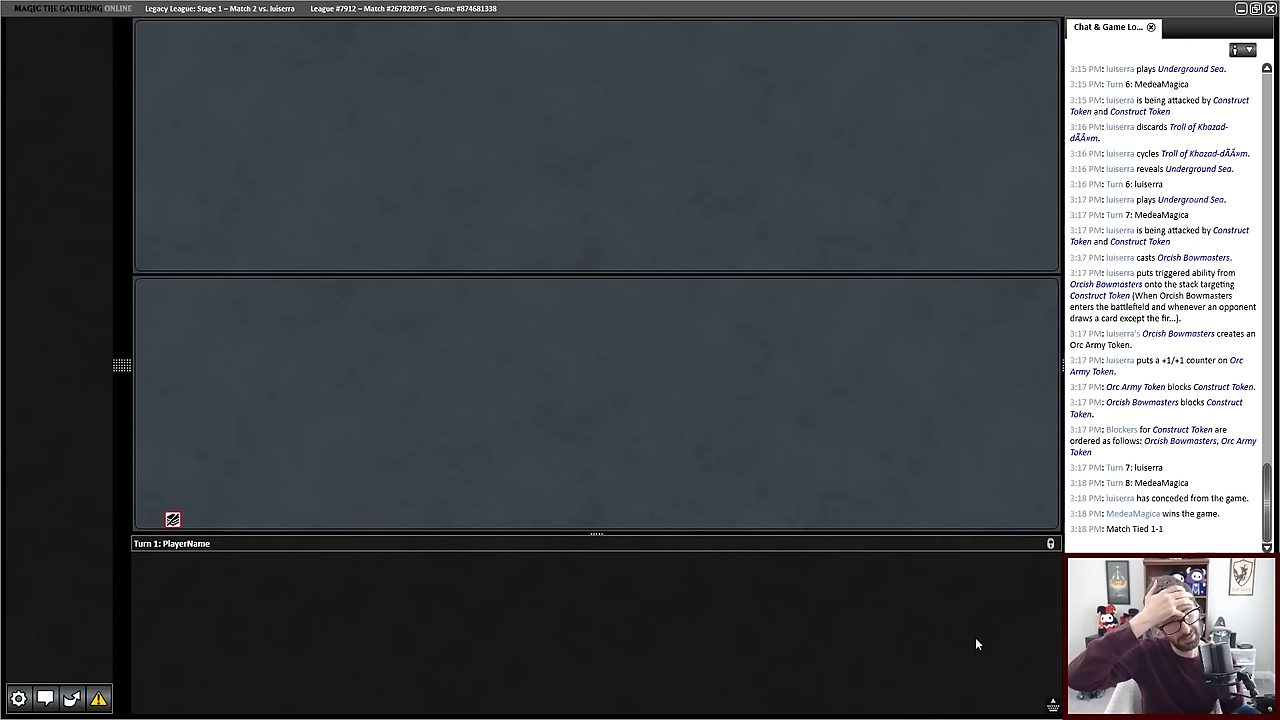 MAGIC THE GATHERING ONLINE
Legacy League: Stage 1 – Match 2 vs. luiserra
League #7912 – Match #267828975 – Game #874681338
Chat & Game Lo...
3:15 PM: luiserra plays Underground Sea.
3:15 PM: Turn 6: MedeaMagica
3:15 PM: luiserra is being attacked by Construct
Token and Construct Token
3:16 PM: luiserra discards Troll of Khazad-
dÃÂ»m.
3:16 PM: luiserra cycles Troll of Khazad-dÃÂ»m.
3:16 PM: luiserra reveals Underground Sea.
3:16 PM: Turn 6: luiserra
3:17 PM: luiserra plays Underground Sea.
3:17 PM: Turn 7: MedeaMagica
3:17 PM: luiserra is being attacked by Construct
Token and Construct Token
3:17 PM: luiserra casts Orcish Bowmasters.
3:17 PM: luiserra puts triggered ability from
Orcish Bowmasters onto the stack targeting
Construct Token (When Orcish Bowmasters
enters the battlefield and whenever an opponent
draws a card except the fir...).
3:17 PM: luiserra's Orcish Bowmasters creates an
Orc Army Token.
3:17 PM: luiserra puts a +1/+1 counter on Orc
Army Token.
3:17 PM: Orc Army Token blocks Construct Token.
3:17 PM: Orcish Bowmasters blocks Construct
Token.
3:17 PM: Blockers for Construct Token are
ordered as follows: Orcish Bowmasters, Orc Army
Token
3:17 PM: Turn 7: luiserra
3:18 PM: Turn 8: MedeaMagica
3:18 PM: luiserra has conceded from the game.
3:18 PM: MedeaMagica wins the game.
3:18 PM: Match Tied 1-1
Turn 1: PlayerName